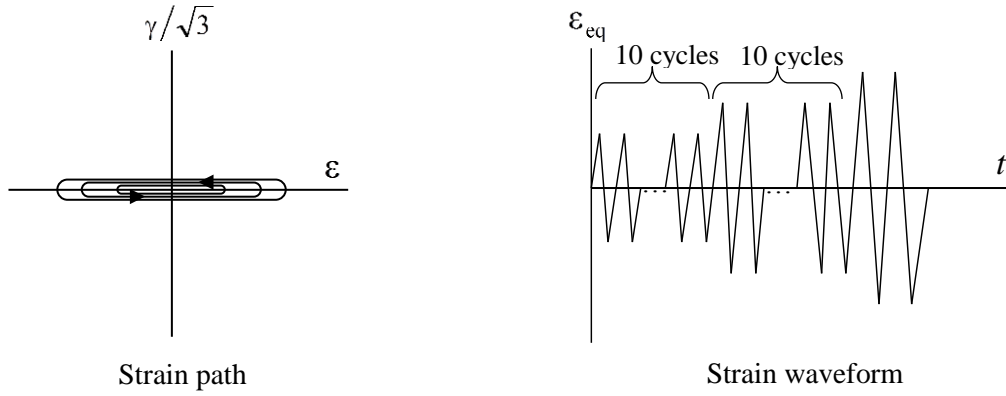 γ/√3
ε
Strain path
ε_eq
10 cycles 10 cycles
t
...
...
Strain waveform